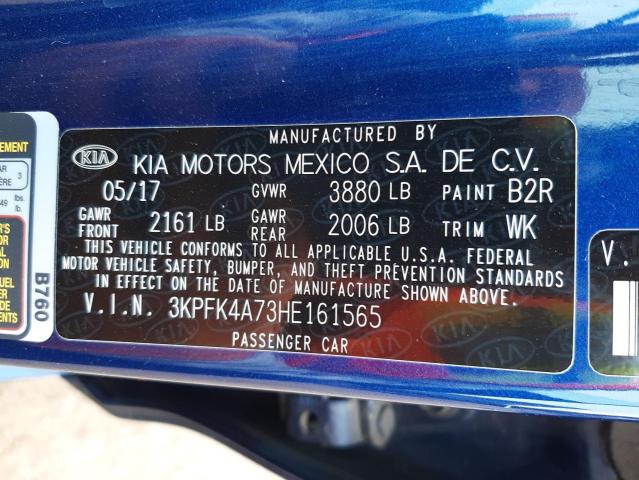 MANUFACTURED BY
KIA KIA MOTORS MEXICO S.A. DE C.V.
05/17 GVWR 3880 LB PAINT B2R
GAWR FRONT 2161 LB GAWR REAR 2006 LB TRIM WK
THIS VEHICLE CONFORMS TO ALL APPLICABLE U.S.A. FEDERAL
MOTOR VEHICLE SAFETY, BUMPER, AND THEFT PREVENTION STANDARDS
IN EFFECT ON THE DATE OF MANUFACTURE SHOWN ABOVE.
V.I.N. 3KPFK4A73HE161565
PASSENGER CAR
B760
V.